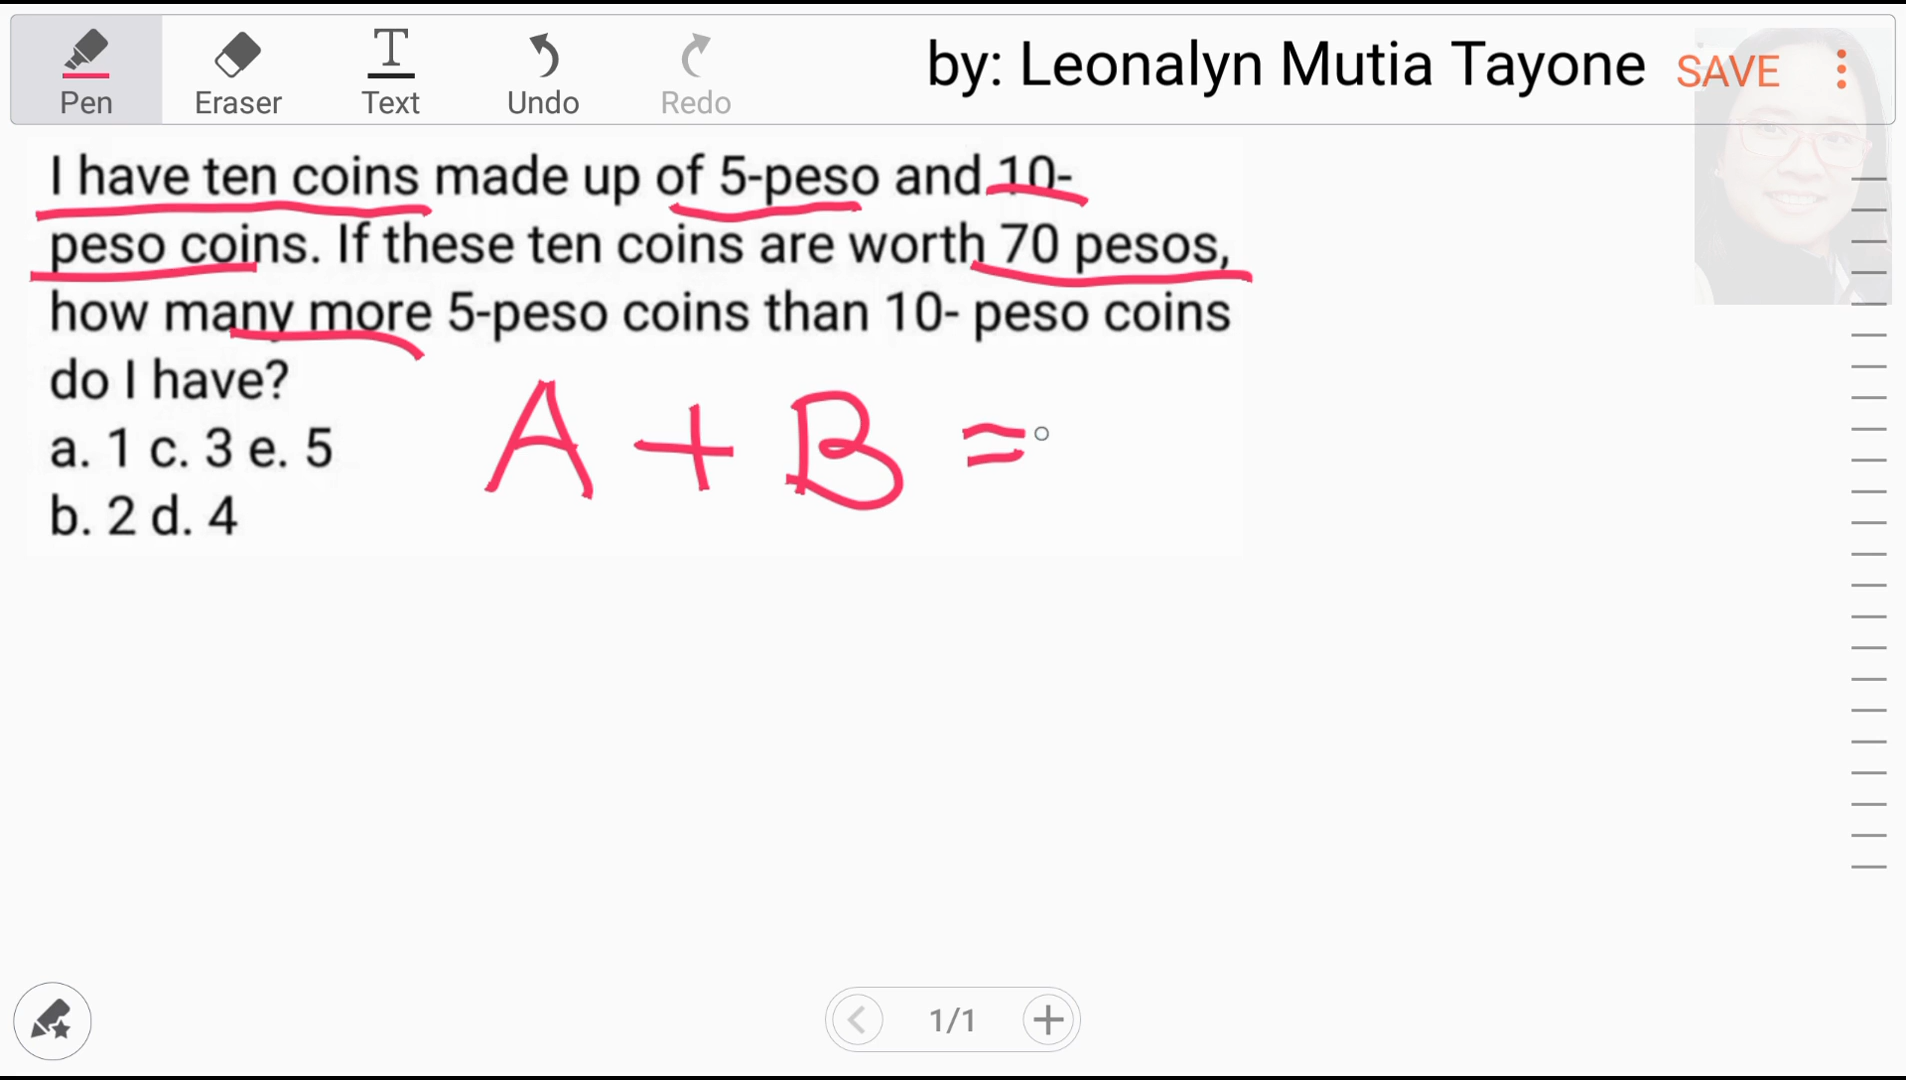 Pen
Eraser
Text
Undo
Redo
by: Leonalyn Mutia Tayone
SAVE
I have ten coins made up of 5-peso and 10-
peso coins. If these ten coins are worth 70 pesos,
how many more 5-peso coins than 10- peso coins
do I have?
a. 1 c. 3 e. 5
b. 2 d. 4
A + B =
1/1